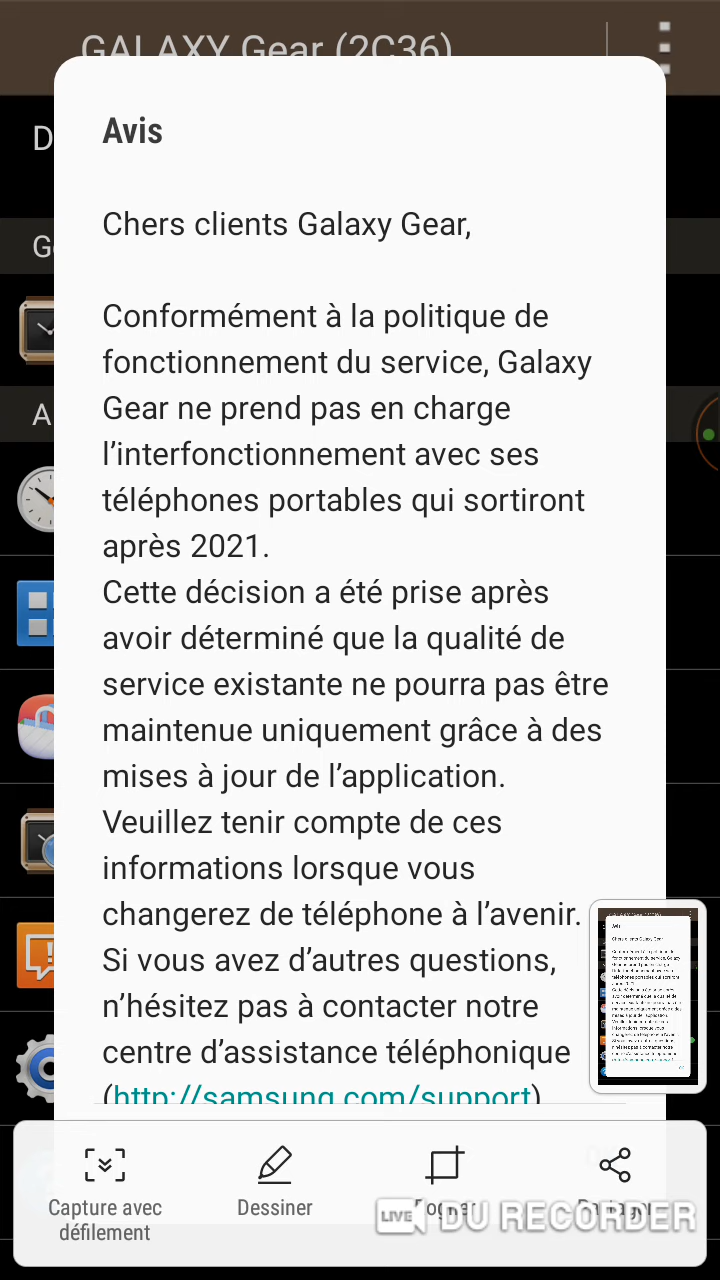 GALAXY Gear (2C36)
D
G
A
Avis
Chers clients Galaxy Gear,
Conformément à la politique de
fonctionnement du service, Galaxy
Gear ne prend pas en charge
l’interfonctionnement avec ses
téléphones portables qui sortiront
après 2021.
Cette décision a été prise après
avoir déterminé que la qualité de
service existante ne pourra pas être
maintenue uniquement grâce à des
mises à jour de l’application.
Veuillez tenir compte de ces
informations lorsque vous
changerez de téléphone à l’avenir.
Si vous avez d’autres questions,
n’hésitez pas à contacter notre
centre d’assistance téléphonique
(http://samsung.com/support)
Capture avec
défilement
Dessiner
Rogner
Partager
LIVE DU RECORDER